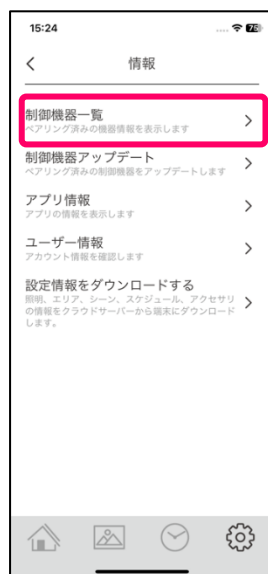 15:24
情報
制御機器一覧
ペアリング済みの機器情報を表示します
制御機器アップデート
ペアリング済みの制御機器をアップデートします
アプリ情報
アプリの情報を表示します
ユーザー情報
アカウント情報を確認します
設定情報をダウンロードする
照明、エリア、シーン、スケジュール、アクセサリ
の情報をクラウドサーバーから端末にダウンロード
します。